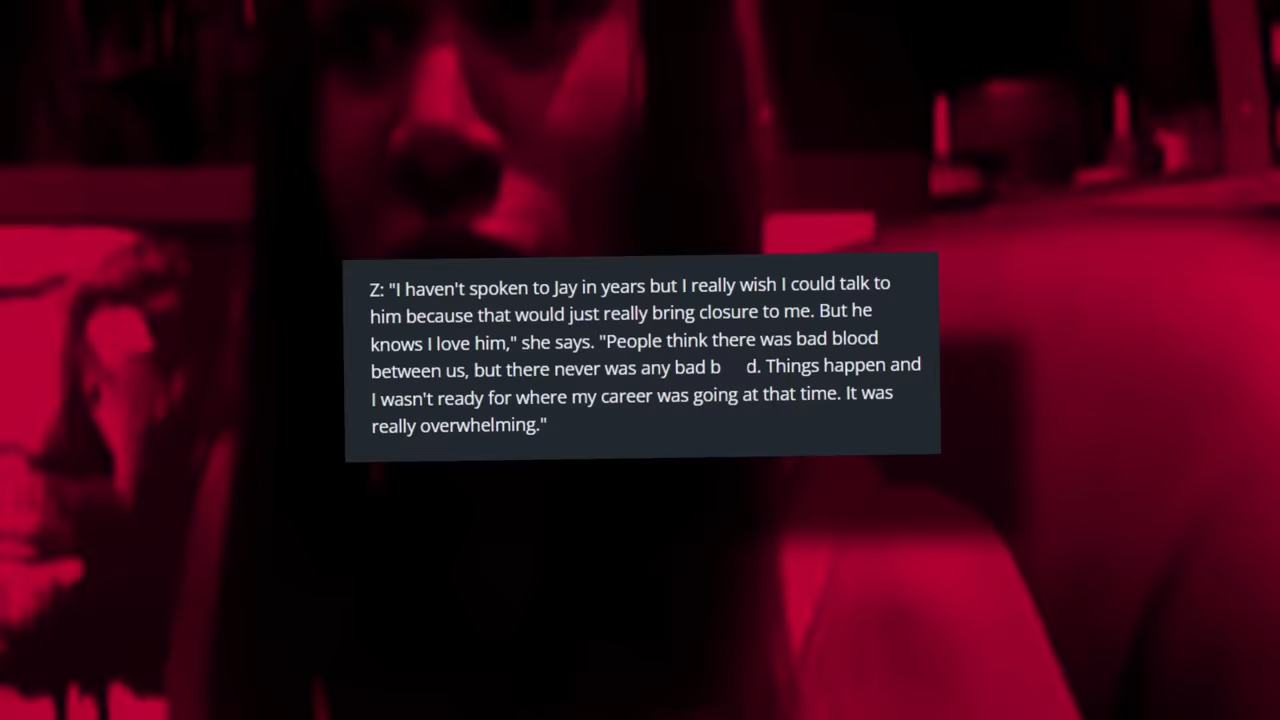 Z: "I haven't spoken to Jay in years but I really wish I could talk to
him because that would just really bring closure to me. But he
knows I love him," she says. "People think there was bad blood
between us, but there never was any bad b d. Things happen and
I wasn't ready for where my career was going at that time. It was
really overwhelming."